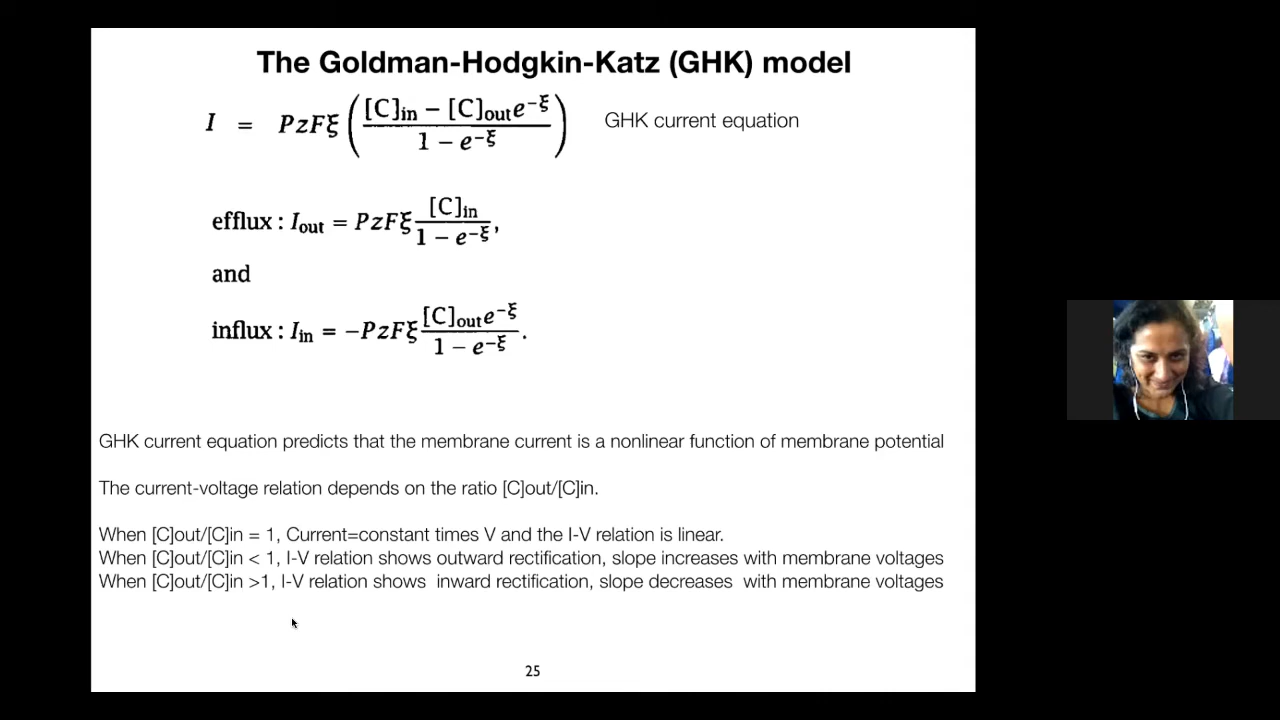 The Goldman-Hodgkin-Katz (GHK) model
I = PzFξ ( [C]in − [C]out e^−ξ / 1 − e^−ξ ) GHK current equation
efflux : Iout = PzFξ [C]in / 1 − e^−ξ ,
and
influx : Iin = −PzFξ [C]out e^−ξ / 1 − e^−ξ .
GHK current equation predicts that the membrane current is a nonlinear function of membrane potential
The current-voltage relation depends on the ratio [C]out/[C]in.
When [C]out/[C]in = 1, Current=constant times V and the I-V relation is linear.
When [C]out/[C]in < 1, I-V relation shows outward rectification, slope increases with membrane voltages
When [C]out/[C]in >1, I-V relation shows inward rectification, slope decreases with membrane voltages
25